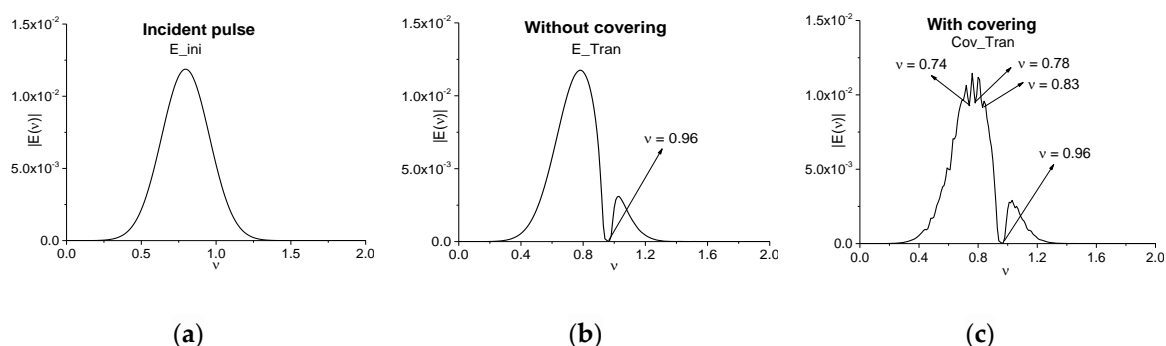 Incident pulse
E_ini
1.5x10⁻²
1.0x10⁻²
5.0x10⁻³
0.0
|E(ν)|
0.0 0.5 1.0 1.5 2.0
ν
(a)
Without covering
E_Tran
1.5x10⁻²
1.0x10⁻²
5.0x10⁻³
0.0
|E(ν)|
ν = 0.96
0.0 0.4 0.8 1.2 1.6 2.0
ν
(b)
With covering
Cov_Tran
1.5x10⁻²
1.0x10⁻²
5.0x10⁻³
0.0
|E(ν)|
ν = 0.74
ν = 0.78
ν = 0.83
ν = 0.96
0.0 0.4 0.8 1.2 1.6 2.0
ν
(c)